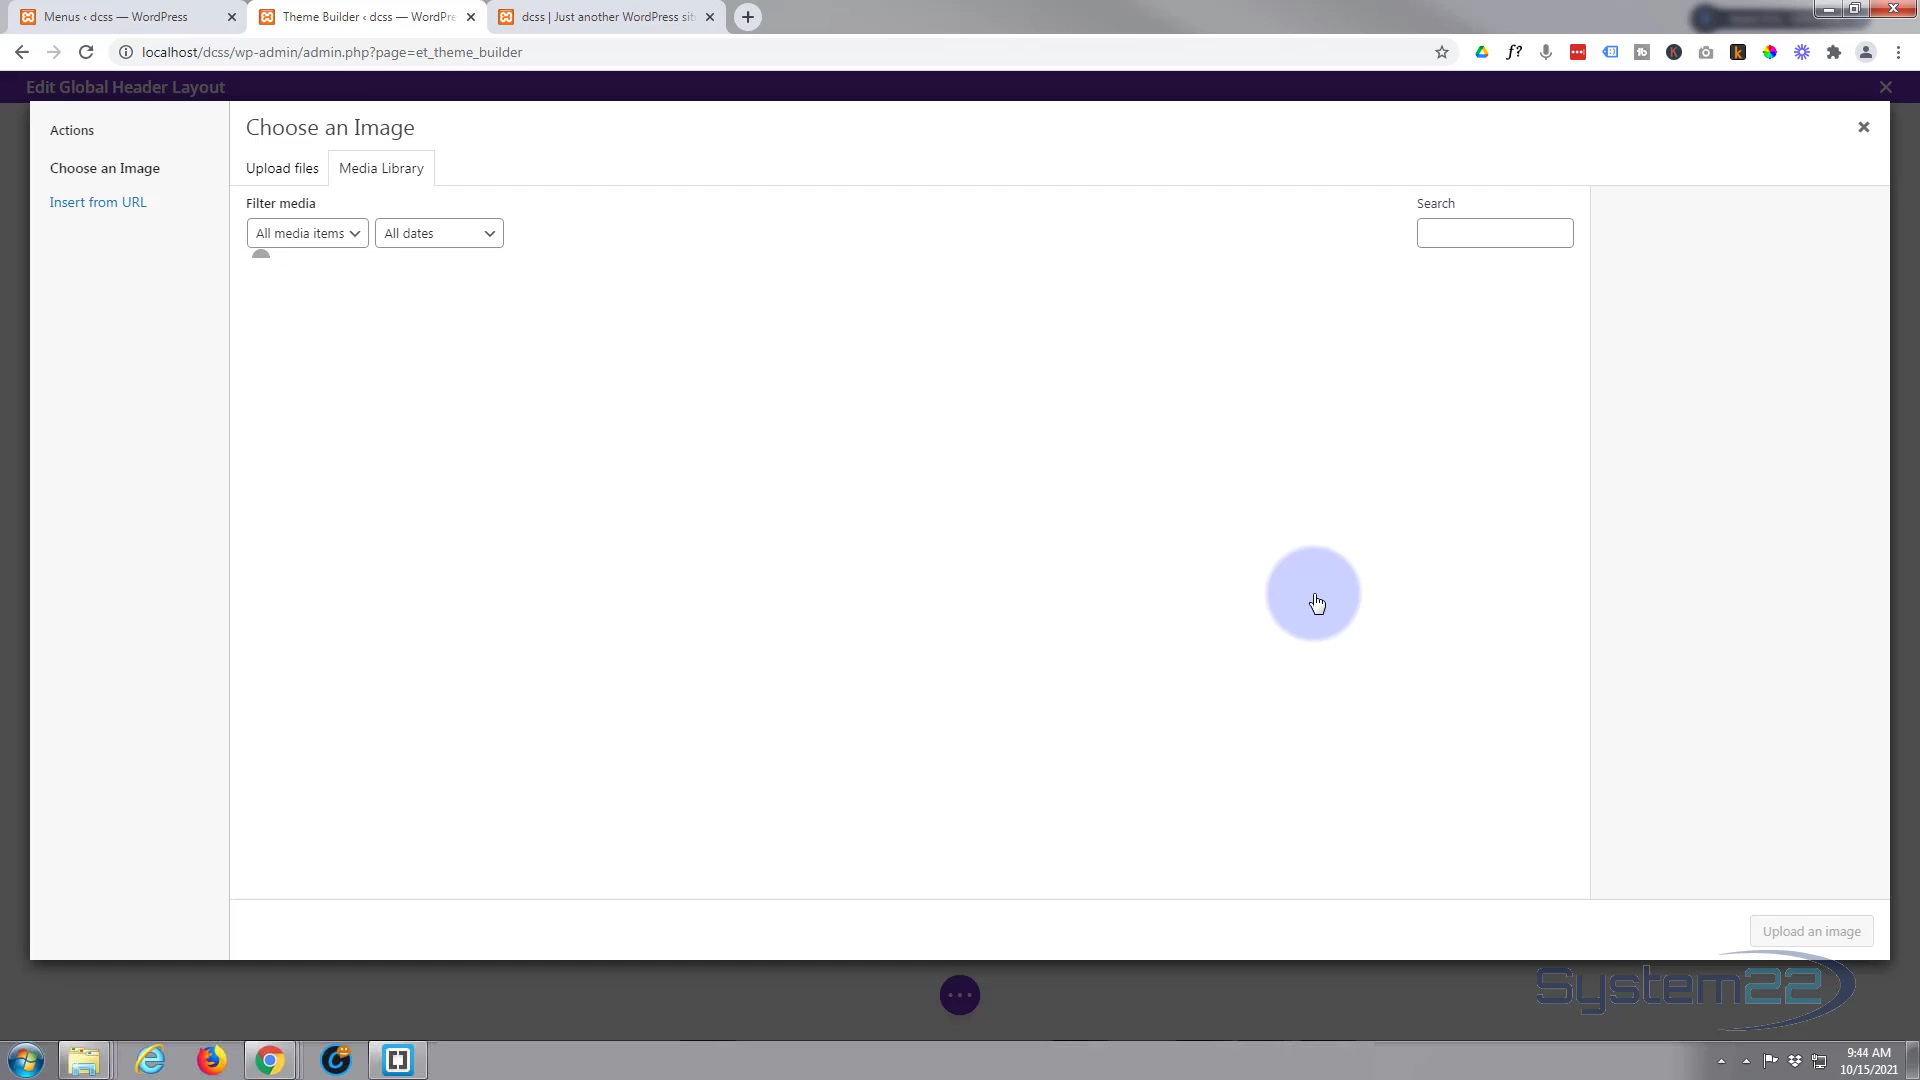 Menus ‹ dcss — WordPress
Theme Builder ‹ dcss — WordPre
dcss | Just another WordPress sit
localhost/dcss/wp-admin/admin.php?page=et_theme_builder
Edit Global Header Layout
Actions
Choose an Image
Insert from URL
Choose an Image
Upload files
Media Library
Filter media
All media items
All dates
Search
Upload an image
System22
9:44 AM
10/15/2021